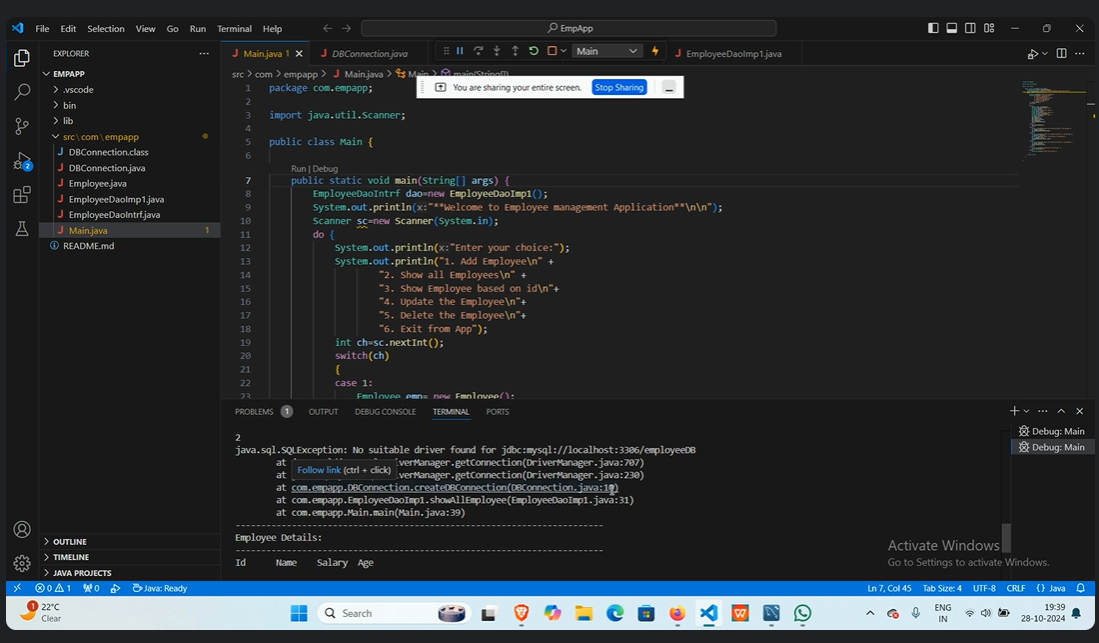 File Edit Selection View Go Run Terminal Help
EmpApp
EXPLORER
EMPAPP
.vscode
bin
lib
src\com\empapp
DBConnection.class
DBConnection.java
Employee.java
EmployeeDaoImp1.java
EmployeeDaoIntrf.java
Main.java 1
README.md
OUTLINE
TIMELINE
JAVA PROJECTS
2
Main.java 1
DBConnection.java
Main
EmployeeDaoImp1.java
src > com > empapp > Main.java > Main > main(String[])
You are sharing your entire screen. Stop Sharing
1 package com.empapp;
2
3 import java.util.Scanner;
4
5 public class Main {
6
Run | Debug
7 public static void main(String[] args) {
8 EmployeeDaoIntrf dao=new EmployeeDaoImp1();
9 System.out.println(x:"**Welcome to Employee management Application**\n\n");
10 Scanner sc=new Scanner(System.in);
11 do {
12 System.out.println(x:"Enter your choice:");
13 System.out.println("1. Add Employee\n" +
14 "2. Show all Employees\n" +
15 "3. Show Employee based on id\n"+
16 "4. Update the Employee\n"+
17 "5. Delete the Employee\n"+
18 "6. Exit from App");
19 int ch=sc.nextInt();
20 switch(ch)
21 {
22 case 1:
23 Employee emp= new Employee();
PROBLEMS 1 OUTPUT DEBUG CONSOLE TERMINAL PORTS
Debug: Main
Debug: Main
2
java.sql.SQLException: No suitable driver found for jdbc:mysql://localhost:3306/employeeDB
at DriverManager.getConnection(DriverManager.java:707)
Follow link (ctrl + click)
at DriverManager.getConnection(DriverManager.java:230)
at com.empapp.DBConnection.createDBConnection(DBConnection.java:
at com.empapp.EmployeeDaoImp1.showAllEmployee(EmployeeDaoImp1.java:31)
at com.empapp.Main.main(Main.java:39)
-----------------------------------------------------------------------
Employee Details:
-----------------------------------------------------------------------
Id Name Salary Age
Activate Windows
Go to Settings to activate Windows.
0 1 0 Java: Ready
Ln 7, Col 45 Tab Size: 4 UTF-8 CRLF {} Java
1
22°C
Clear
Search
ENG
IN
19:39
28-10-2024